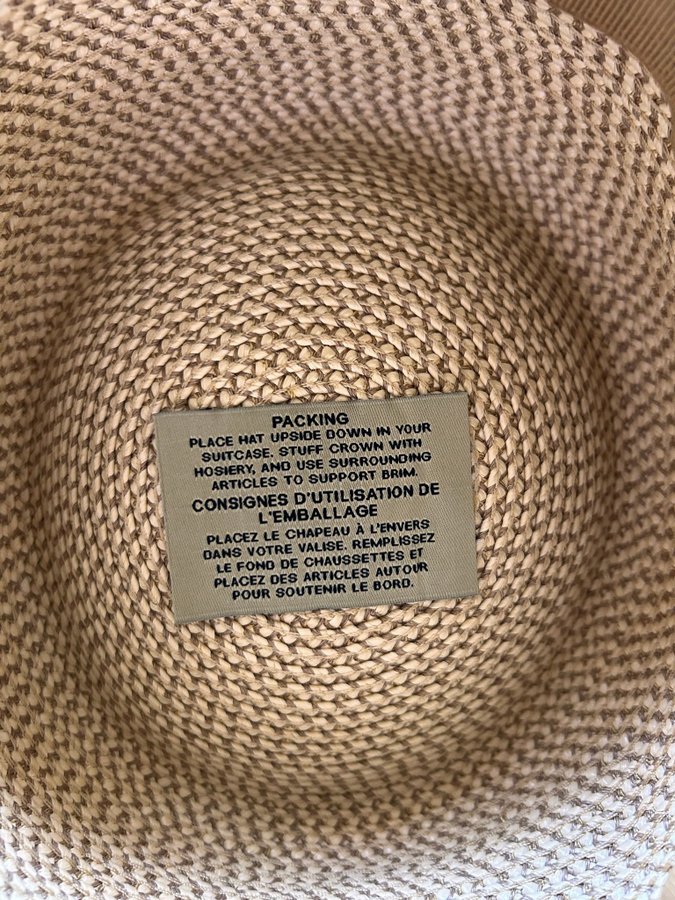 PACKING
PLACE HAT UPSIDE DOWN IN YOUR
SUITCASE. STUFF CROWN WITH
HOSIERY, AND USE SURROUNDING
ARTICLES TO SUPPORT BRIM.
CONSIGNES D'UTILISATION DE
L'EMBALLAGE
PLACEZ LE CHAPEAU À L'ENVERS
DANS VOTRE VALISE. REMPLISSEZ
LE FOND DE CHAUSSETTES ET
PLACEZ DES ARTICLES AUTOUR
POUR SOUTENIR LE BORD.